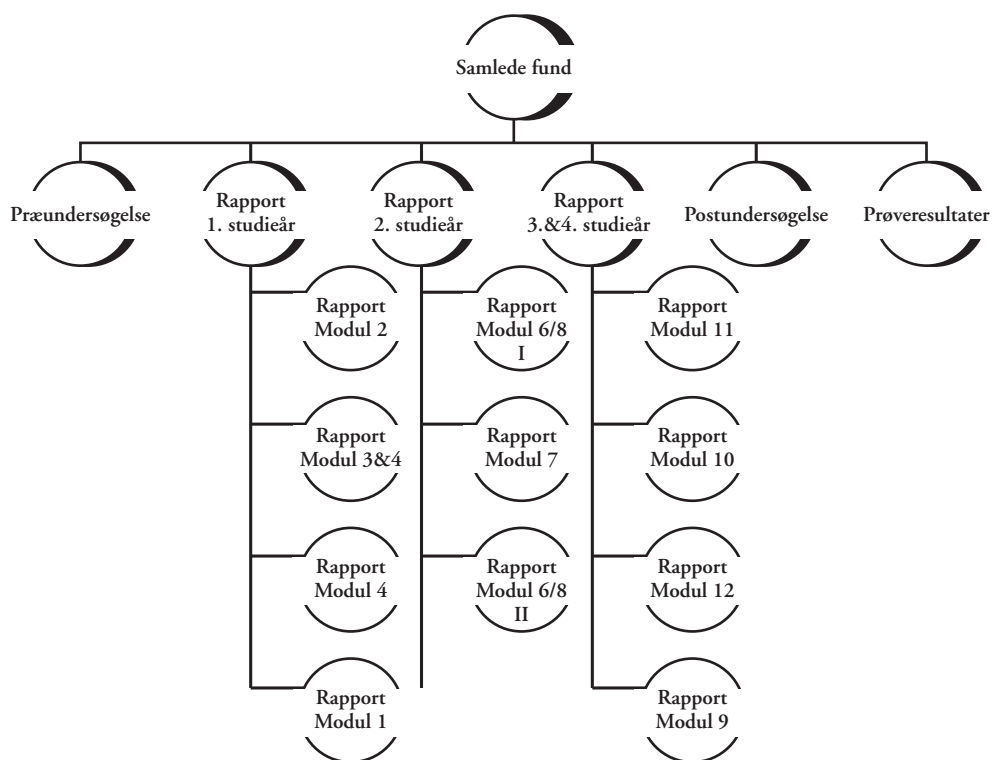 Samlede fund
Præundersøgelse
Rapport
1. studieår
Rapport
2. studieår
Rapport
3.&4. studieår
Postundersøgelse
Prøveresultater
Rapport
Modul 2
Rapport
Modul 3&4
Rapport
Modul 4
Rapport
Modul 1
Rapport
Modul 6/8
I
Rapport
Modul 7
Rapport
Modul 6/8
II
Rapport
Modul 11
Rapport
Modul 10
Rapport
Modul 12
Rapport
Modul 9